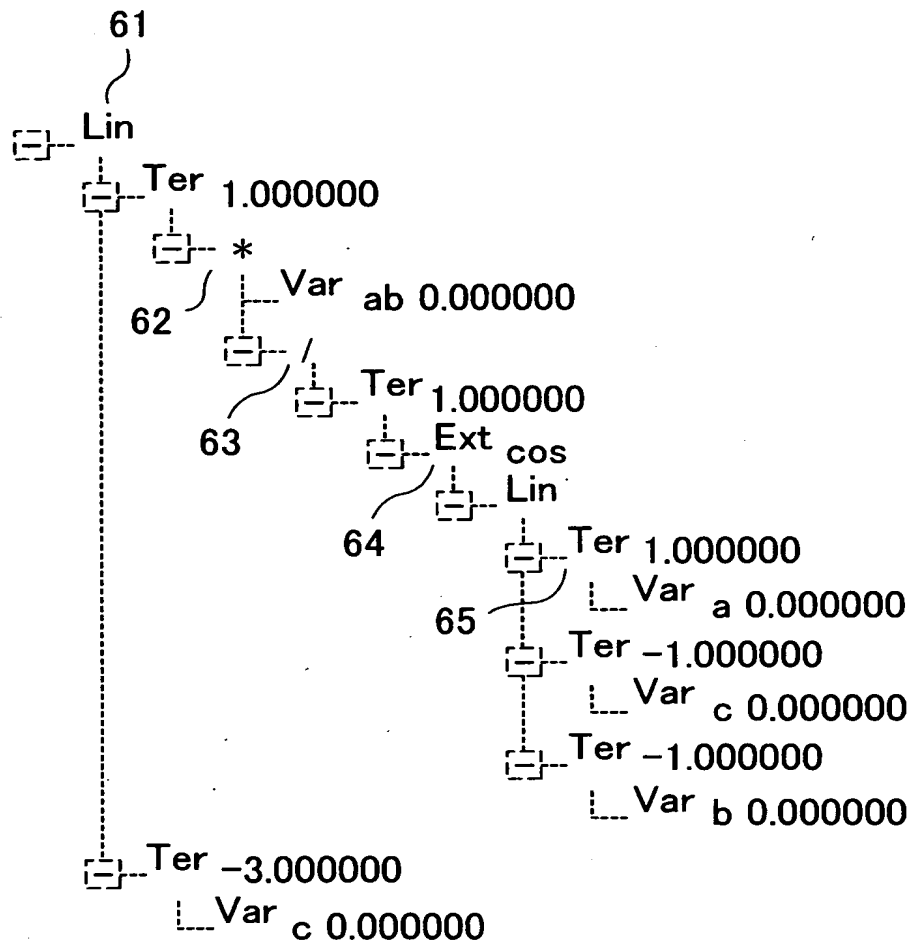 61
Lin
Ter 1.000000
*
62
Var ab 0.000000
/
63
Ter 1.000000
Ext cos
64
Lin
Ter 1.000000
65
Var a 0.000000
Ter -1.000000
Var c 0.000000
Ter -1.000000
Var b 0.000000
Ter -3.000000
Var c 0.000000